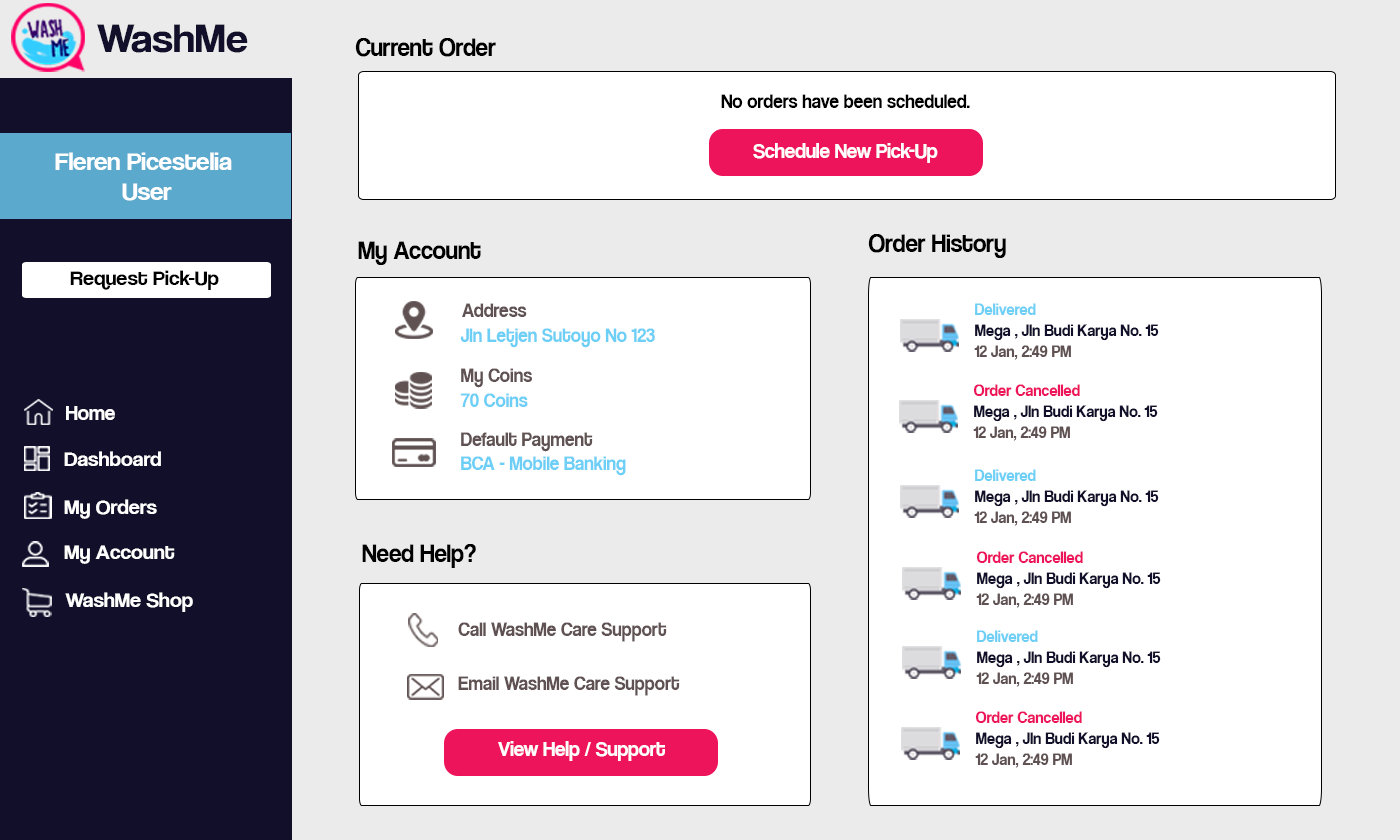 WASH
ME
WashMe
Fleren Picestelia
User
Request Pick-Up
Home
Dashboard
My Orders
My Account
WashMe Shop
Current Order
No orders have been scheduled.
Schedule New Pick-Up
My Account
Address
Jln Letjen Sutoyo No 123
My Coins
70 Coins
Default Payment
BCA - Mobile Banking
Need Help?
Call WashMe Care Support
Email WashMe Care Support
View Help / Support
Order History
Delivered
Mega , Jln Budi Karya No. 15
12 Jan, 2:49 PM
Order Cancelled
Mega , Jln Budi Karya No. 15
12 Jan, 2:49 PM
Delivered
Mega , Jln Budi Karya No. 15
12 Jan, 2:49 PM
Order Cancelled
Mega , Jln Budi Karya No. 15
12 Jan, 2:49 PM
Delivered
Mega , Jln Budi Karya No. 15
12 Jan, 2:49 PM
Order Cancelled
Mega , Jln Budi Karya No. 15
12 Jan, 2:49 PM